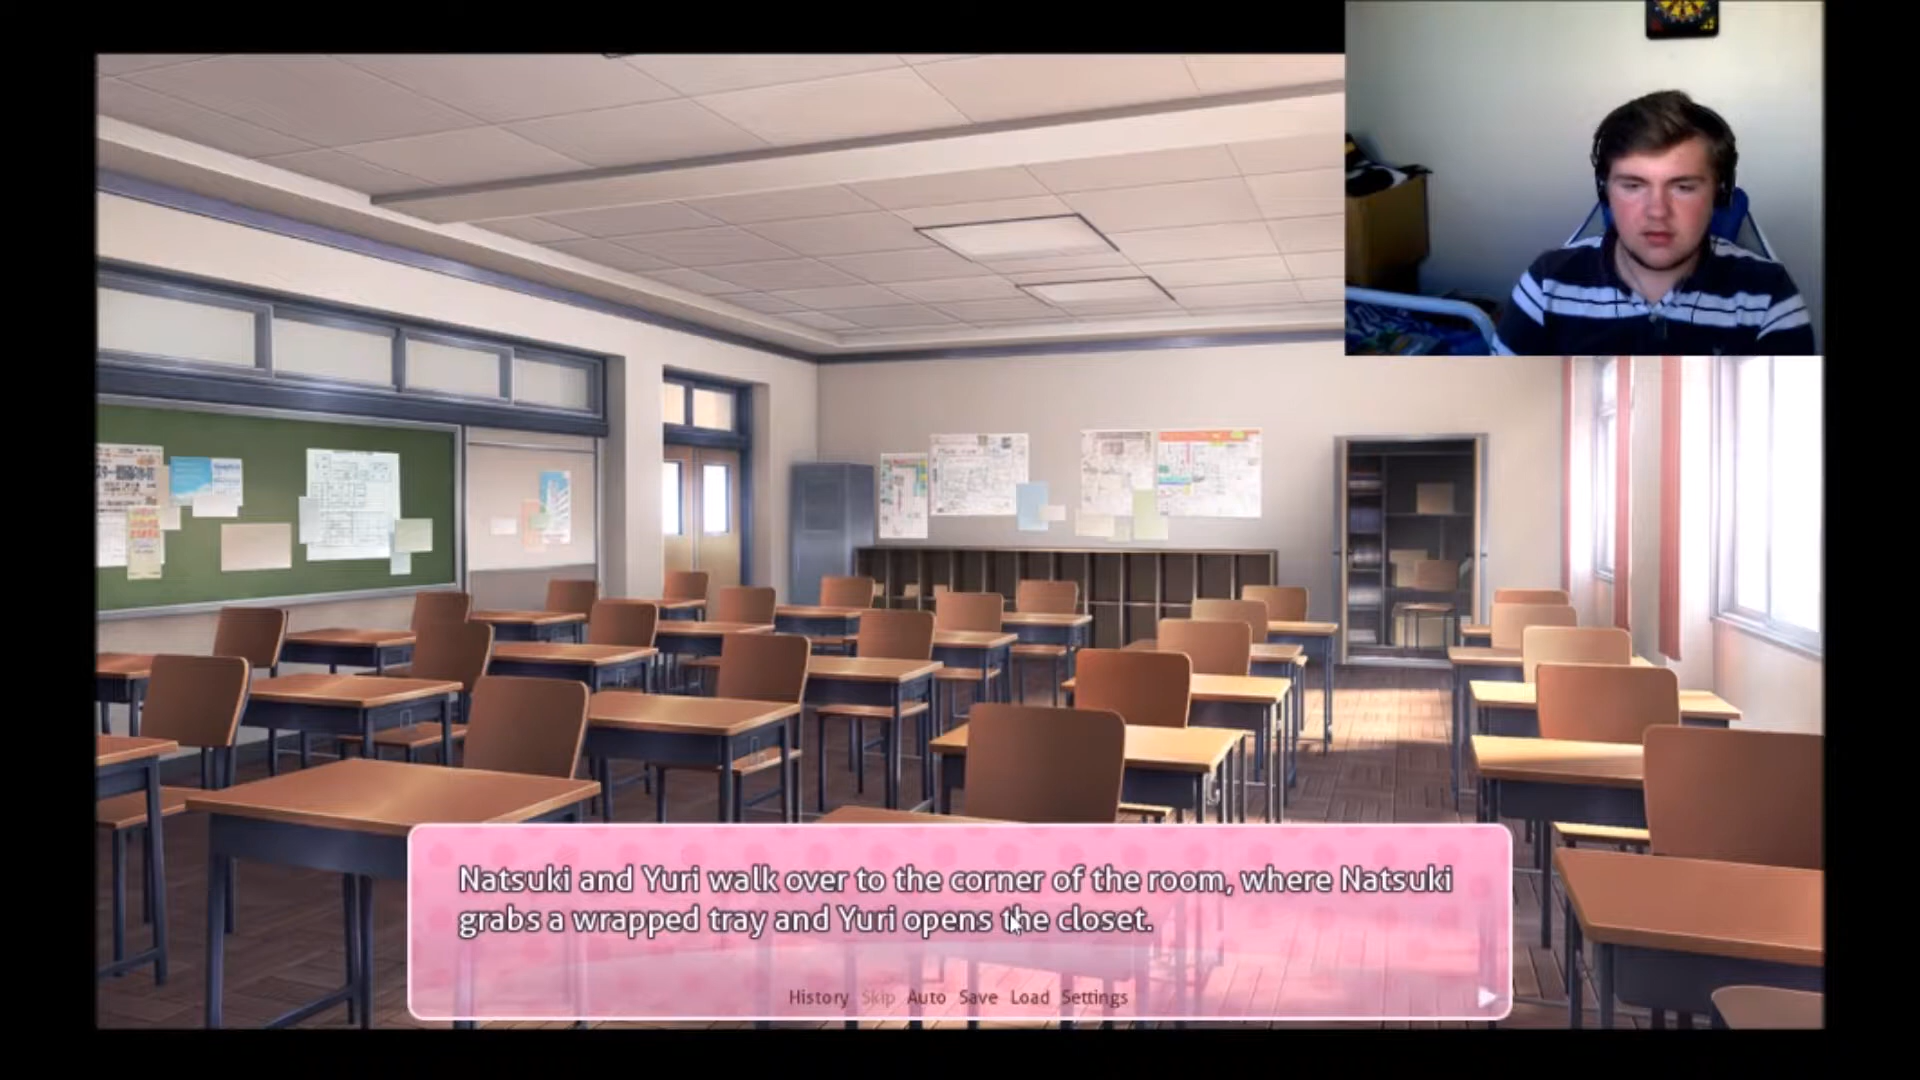 Natsuki and Yuri walk over to the corner of the room, where Natsuki
grabs a wrapped tray and Yuri opens the closet.
History Skip Auto Save Load Settings